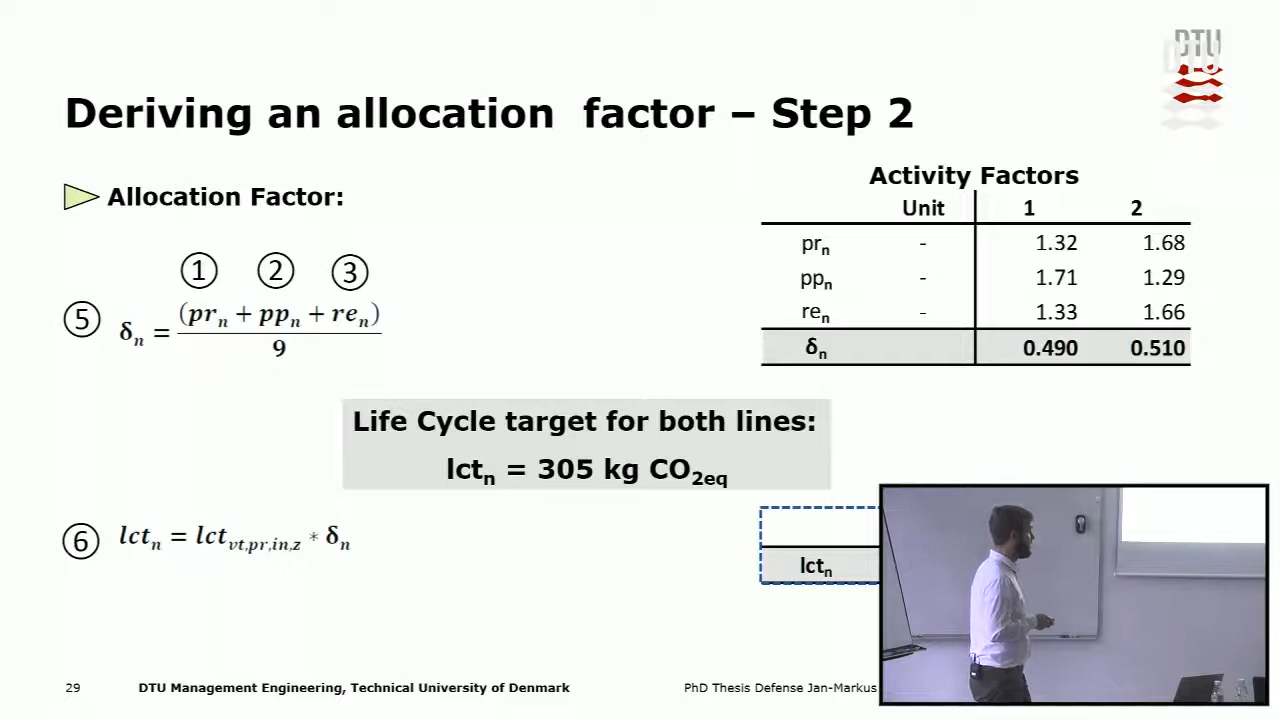 DTU
Deriving an allocation factor – Step 2
Allocation Factor:
① ② ③
⑤ δₙ = (prₙ + ppₙ + reₙ) / 9
Activity Factors
Unit 1 2
prₙ - 1.32 1.68
ppₙ - 1.71 1.29
reₙ - 1.33 1.66
δₙ 0.490 0.510
Life Cycle target for both lines:
lctₙ = 305 kg CO₂eq
⑥ lctₙ = lct_vt,pr,in,z * δₙ
lctₙ
29 DTU Management Engineering, Technical University of Denmark PhD Thesis Defense Jan-Markus